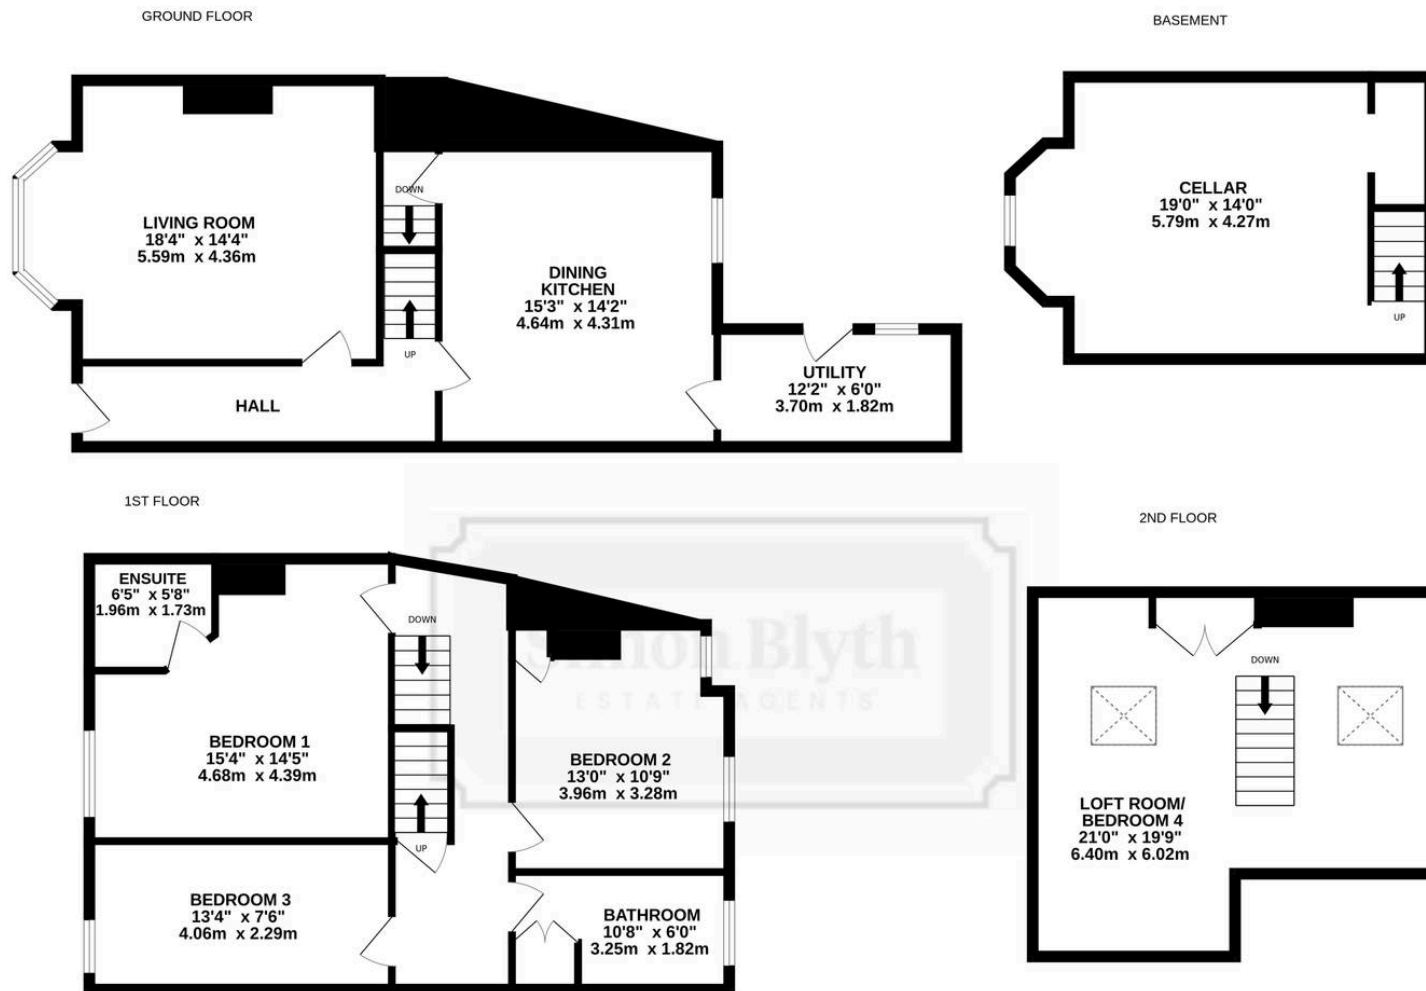 GROUND FLOOR
LIVING ROOM
18'4" x 14'4"
5.59m x 4.36m
DOWN
UP
DINING
KITCHEN
15'3" x 14'2"
4.64m x 4.31m
HALL
UTILITY
12'2" x 6'0"
3.70m x 1.82m
BASEMENT
CELLAR
19'0" x 14'0"
5.79m x 4.27m
UP
1ST FLOOR
ENSUITE
6'5" x 5'8"
1.96m x 1.73m
DOWN
BEDROOM 1
15'4" x 14'5"
4.68m x 4.39m
UP
BEDROOM 2
13'0" x 10'9"
3.96m x 3.28m
BEDROOM 3
13'4" x 7'6"
4.06m x 2.29m
BATHROOM
10'8" x 6'0"
3.25m x 1.82m
Simon Blyth
ESTATE AGENTS
2ND FLOOR
DOWN
LOFT ROOM/
BEDROOM 4
21'0" x 19'9"
6.40m x 6.02m